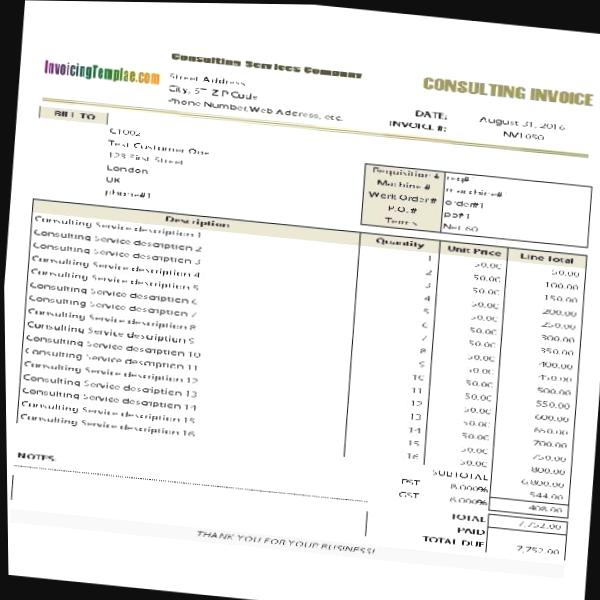 InvoicingTemplae.com
Consulting Services Company
Street Address
City, ST ZIP Code
Phone Number, Web Address, etc.
CONSULTING INVOICE
DATE: August 31, 2016
INVOICE #:
BILL TO
C1002
Test Customer One
123 First Street
London
UK
phone#1
Requisition # req#
Machine # machine#
Work Order# order#1
P.O.# po#1
Terms Net 60
Description Quantity Unit Price Line Total
Consulting Service description 1 1 50.00 50.00
Consulting Service description 2 2 50.00 100.00
Consulting Service description 3 3 50.00 150.00
Consulting Service description 4 4 50.00 200.00
Consulting Service description 5 5 50.00 250.00
Consulting Service description 6 6 50.00 300.00
Consulting Service description 7 7 50.00 350.00
Consulting Service description 8 8 50.00 400.00
Consulting Service description 9 9 50.00 450.00
Consulting Service description 10 10 50.00 500.00
Consulting Service description 11 11 50.00 550.00
Consulting Service description 12 12 50.00 600.00
Consulting Service description 13 13 50.00 650.00
Consulting Service description 14 14 50.00 700.00
Consulting Service description 15 15 50.00 750.00
Consulting Service description 16 16 50.00 800.00
SUBTOTAL 6,800.00
NOTES:
PST 8.000% 544.00
GST 6.000% 408.00
TOTAL 7,752.00
PAID
TOTAL DUE 7,752.00
THANK YOU FOR YOUR BUSINESS!